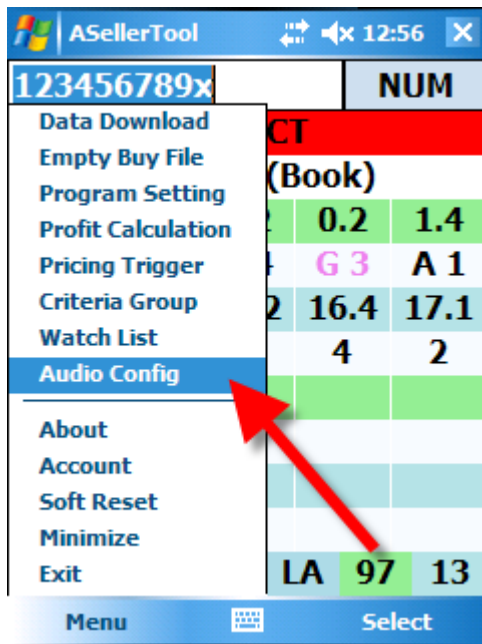 ASellerTool 12:56
123456789x NUM
Data Download CT
Empty Buy File (Book)
Program Setting 0.2 1.4
Profit Calculation G 3 A 1
Pricing Trigger 2 16.4 17.1
Criteria Group 4 2
Watch List
Audio Config
About
Account
Soft Reset
Minimize
Exit LA 97 13
Menu Select